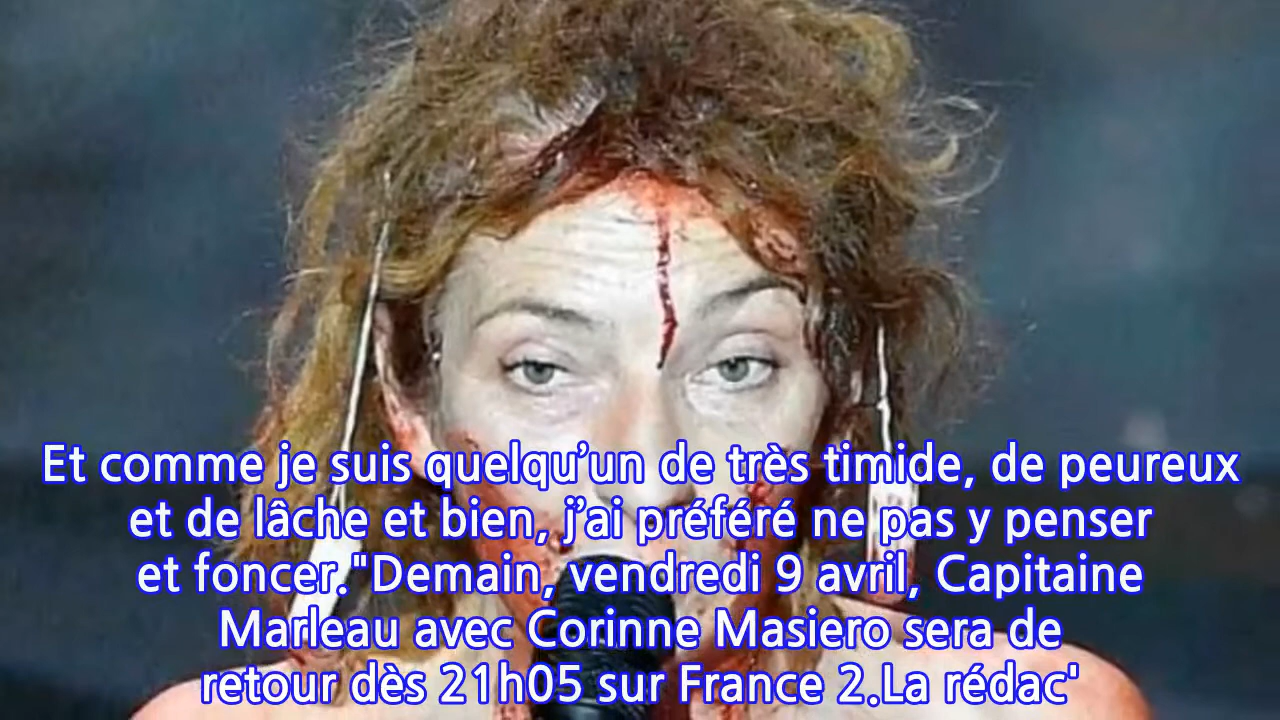 Et comme je suis quelqu’un de très timide, de peureux
et de lâche et bien, j’ai préféré ne pas y penser
et foncer."Demain, vendredi 9 avril, Capitaine
Marleau avec Corinne Masiero sera de
retour dès 21h05 sur France 2.La rédac'